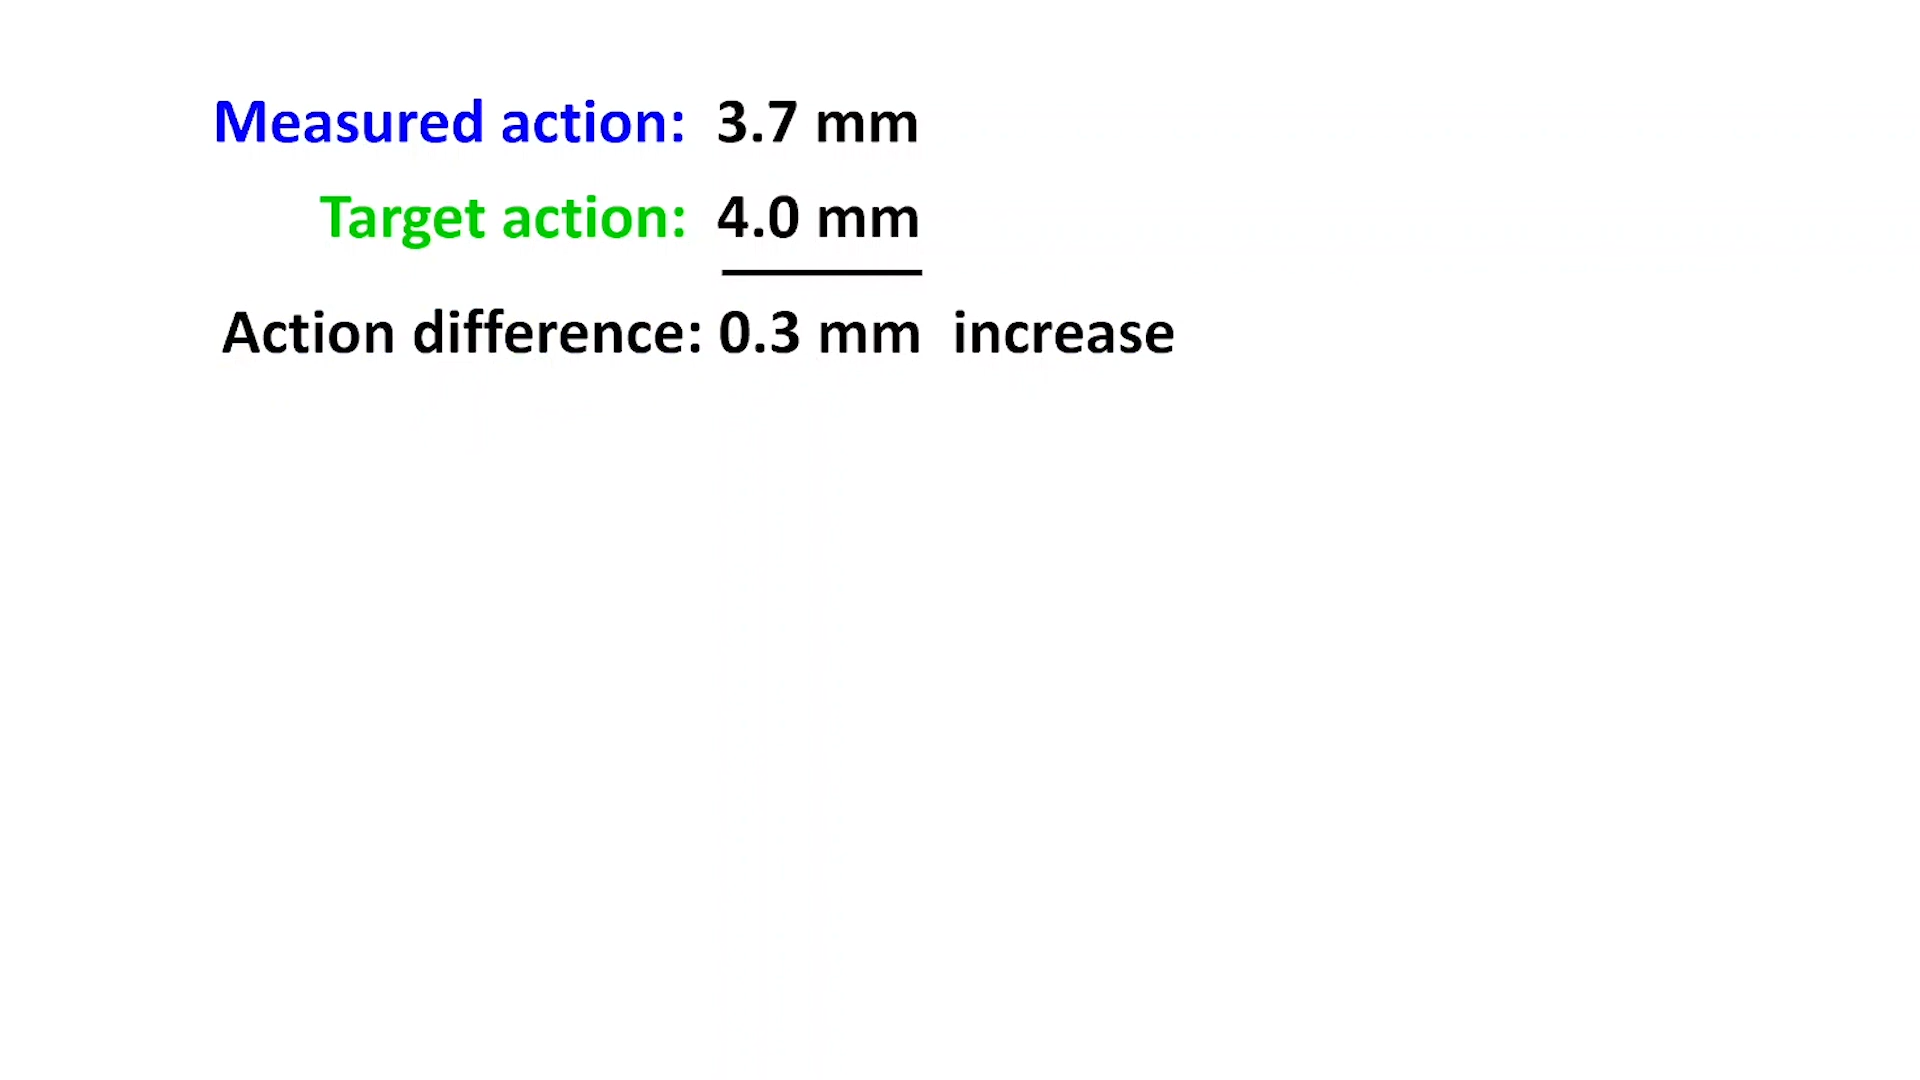 Measured action: 3.7 mm
Target action: 4.0 mm
Action difference: 0.3 mm increase